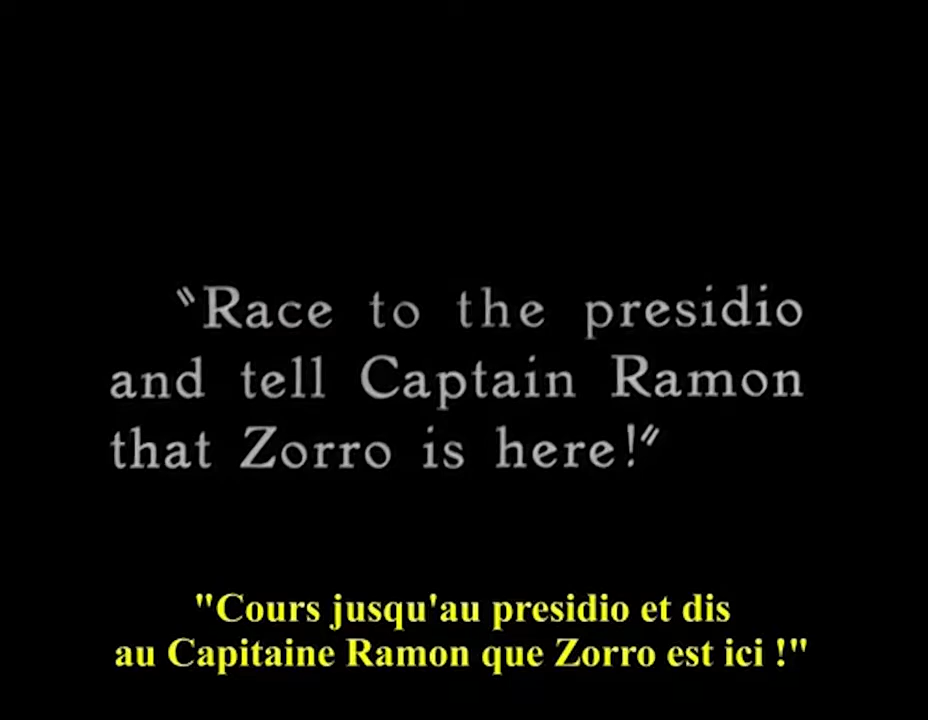 “Race to the presidio
and tell Captain Ramon
that Zorro is here!”
"Cours jusqu'au presidio et dis
au Capitaine Ramon que Zorro est ici !"